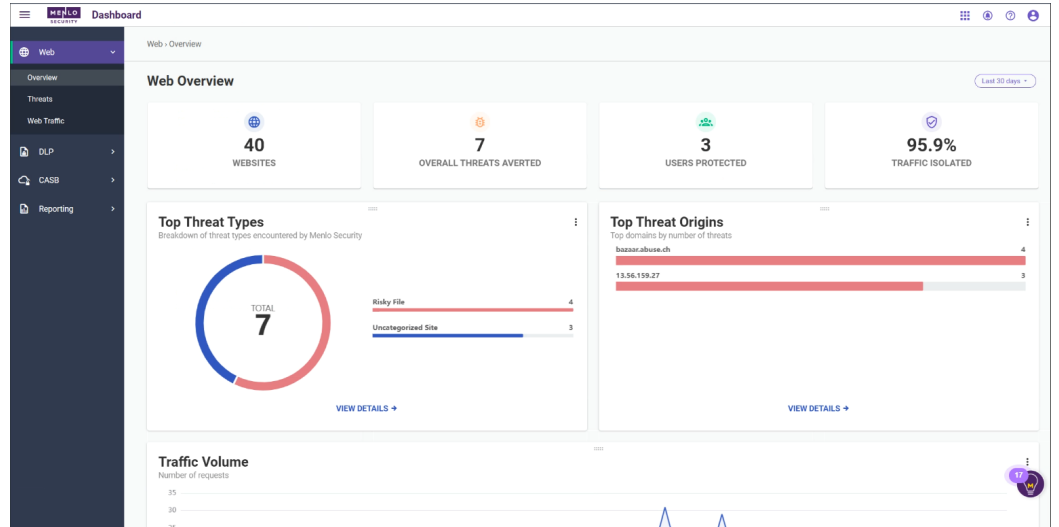 MENLO
SECURITY
Dashboard
Web
Overview
Threats
Web Traffic
DLP
CASB
Reporting
Web › Overview
Web Overview
Last 30 days
40
WEBSITES
7
OVERALL THREATS AVERTED
3
USERS PROTECTED
95.9%
TRAFFIC ISOLATED
Top Threat Types
Breakdown of threat types encountered by Menlo Security
TOTAL
7
Risky File 4
Uncategorized Site 3
VIEW DETAILS →
Top Threat Origins
Top domains by number of threats
bazaar.abuse.ch 4
13.56.159.27 3
VIEW DETAILS →
Traffic Volume
Number of requests
35
30
17
M